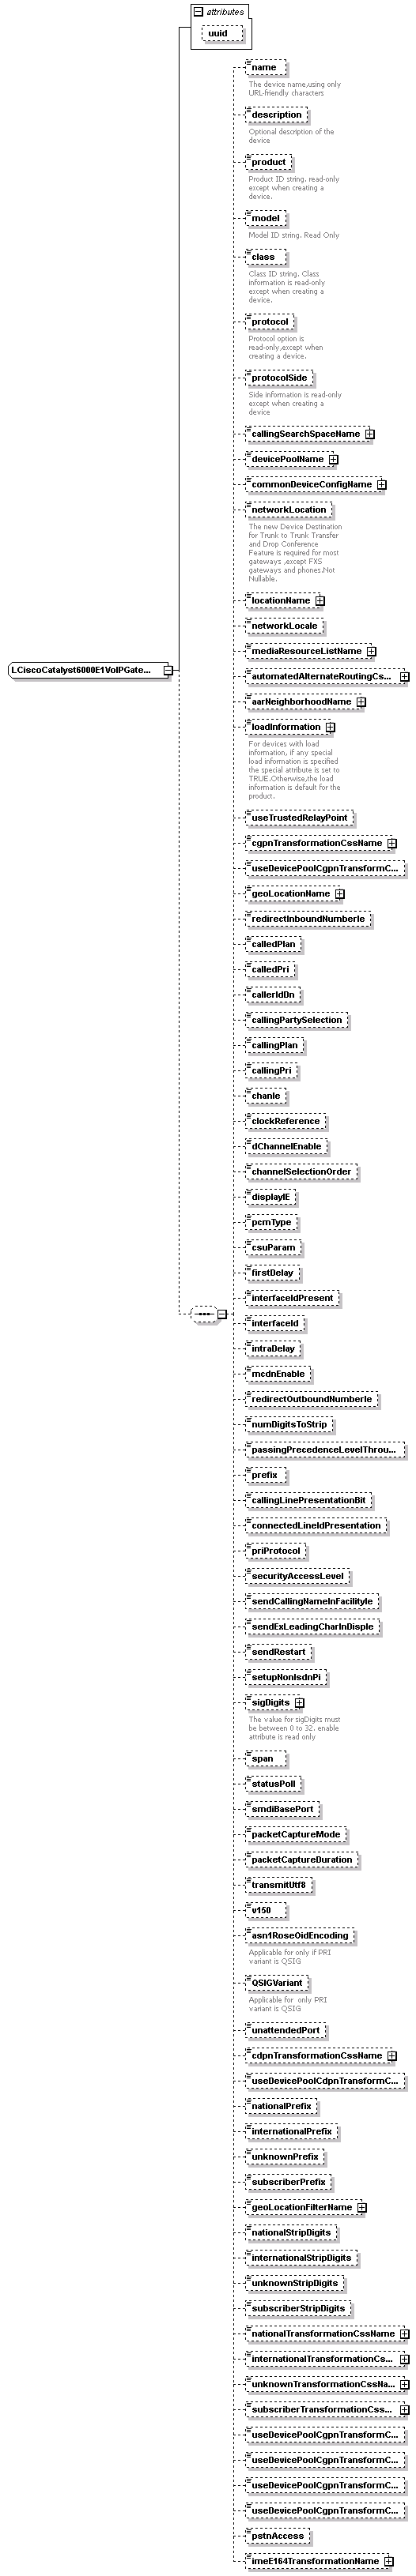 attributes
uuid
name
The device name,using only
URL-friendly characters
description
Optional description of the
device
product
Product ID string. read-only
except when creating a
device.
model
Model ID string. Read Only
class
Class ID string. Class
information is read-only
except when creating a
device.
protocol
Protocol option is
read-only,except when
creating a device.
protocolSide
Side information is read-only
except when creating a
device
callingSearchSpaceName
devicePoolName
commonDeviceConfigName
networkLocation
The new Device Destination
for Trunk to Trunk Transfer
and Drop Conference
Feature is required for most
gateways ,except FXS
gateways and phones.Not
Nullable.
locationName
networkLocale
mediaResourceListName
LCiscoCatalyst6000E1VoIPGate...
automatedAlternateRoutingCs...
aarNeighborhoodName
loadInformation
For devices with load
information, if any special
load information is specified
the special attribute is set to
TRUE.Otherwise,the load
information is default for the
product.
useTrustedRelayPoint
cgpnTransformationCssName
useDevicePoolCgpnTransformC...
geoLocationName
redirectInboundNumberIe
calledPlan
calledPri
callerIdDn
callingPartySelection
callingPlan
callingPri
chanIe
clockReference
dChannelEnable
channelSelectionOrder
displayIE
pcmType
csuParam
firstDelay
interfaceIdPresent
interfaceId
intraDelay
mcdnEnable
redirectOutboundNumberIe
numDigitsToStrip
passingPrecedenceLevelThrou...
prefix
callingLinePresentationBit
connectedLineIdPresentation
priProtocol
securityAccessLevel
sendCallingNameInFacilityIe
sendExLeadingCharInDispIe
sendRestart
setupNonIsdnPi
sigDigits
The value for sigDigits must
be between 0 to 32. enable
attribute is read only
span
statusPoll
smdiBasePort
packetCaptureMode
packetCaptureDuration
transmitUtf8
v150
asn1RoseOidEncoding
Applicable for only if PRI
variant is QSIG
QSIGVariant
Applicable for  only PRI
variant is QSIG
unattendedPort
cdpnTransformationCssName
useDevicePoolCdpnTransformC...
nationalPrefix
internationalPrefix
unknownPrefix
subscriberPrefix
geoLocationFilterName
nationalStripDigits
internationalStripDigits
unknownStripDigits
subscriberStripDigits
nationalTransformationCssName
internationalTransformationCs...
unknownTransformationCssNa...
subscriberTransformationCss...
useDevicePoolCgpnTransformC...
useDevicePoolCgpnTransformC...
useDevicePoolCgpnTransformC...
useDevicePoolCgpnTransformC...
pstnAccess
imeE164TransformationName